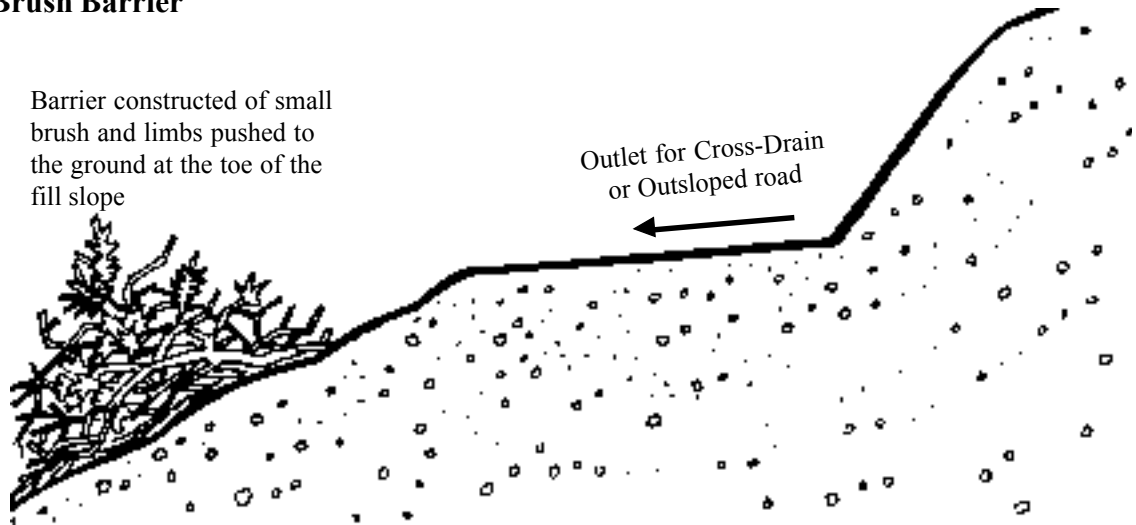 Brush Barrier
Barrier constructed of small
brush and limbs pushed to
the ground at the toe of the
fill slope
Outlet for Cross-Drain
or Outsloped road